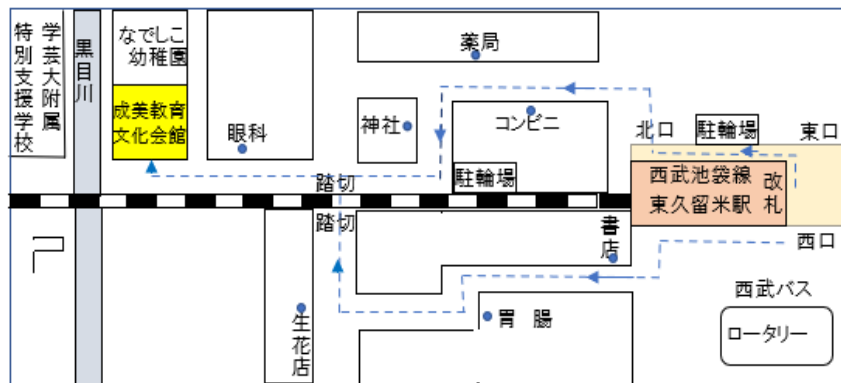 学芸大附属
特別支援学校
黒目川
なでしこ
幼稚園
成美教育
文化会館
眼科
薬局
神社
コンビニ
駐輪場
北口
駐輪場
東口
西武池袋線
東久留米駅
改札
踏切
踏切
書店
西口
生花店
胃腸
西武バス
ロータリー